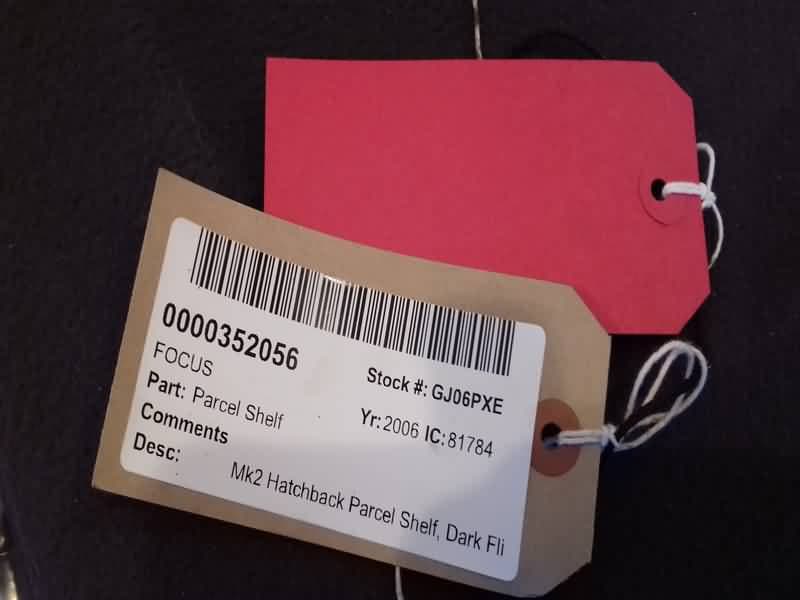 0000352056
FOCUS
Stock #: GJ06PXE
Part: Parcel Shelf
Yr: 2006 IC: 81784
Comments
Desc:
Mk2 Hatchback Parcel Shelf, Dark Fli